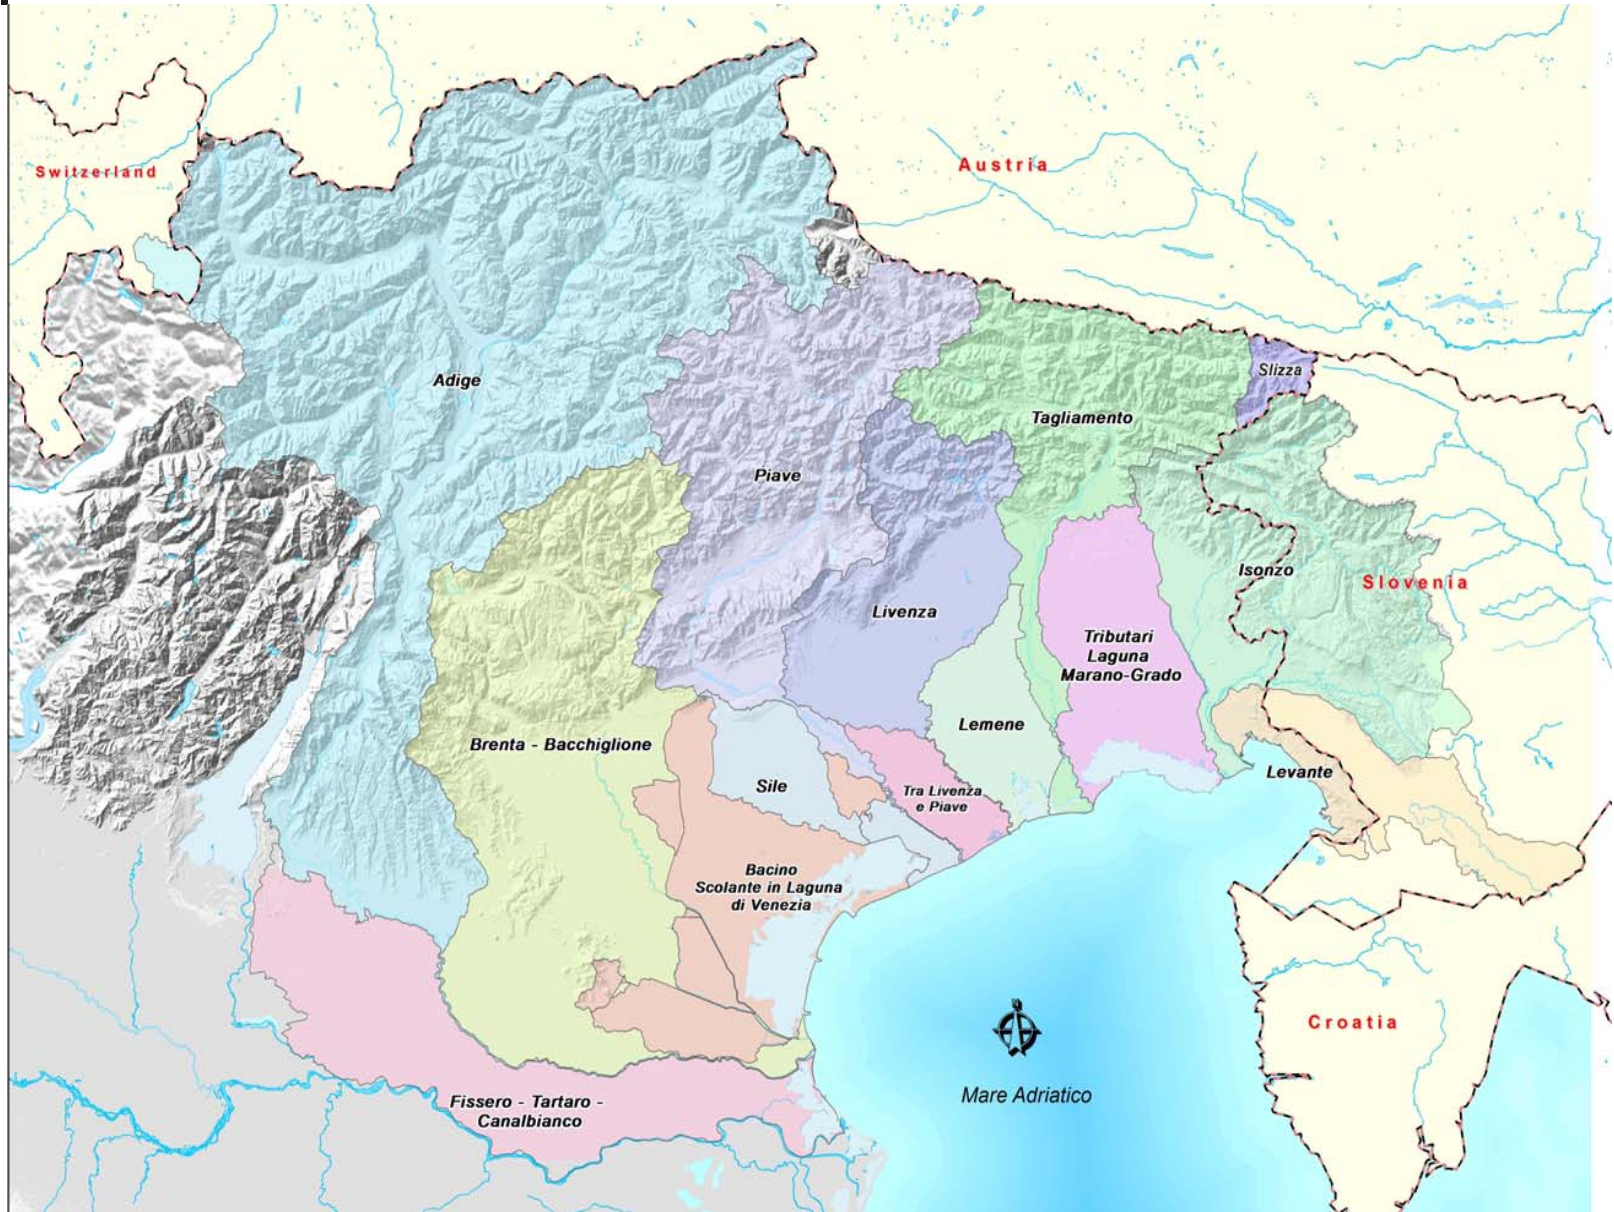 Switzerland
Austria
Slizza
Adige
Tagliamento
Piave
Isonzo
Slovenia
Livenza
Tributari
Laguna
Marano-Grado
Lemene
Brenta - Bacchiglione
Levante
Sile
Tra Livenza
e Piave
Bacino
Scolante in Laguna
di Venezia
Croatia
Mare Adriatico
Fissero - Tartaro -
Canalbianco